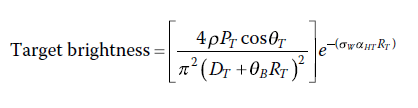 Target brightness = [4ρP_T cosθ_T / π²(D_T + θ_B R_T)²] e^−(σ_W α_HT R_T)